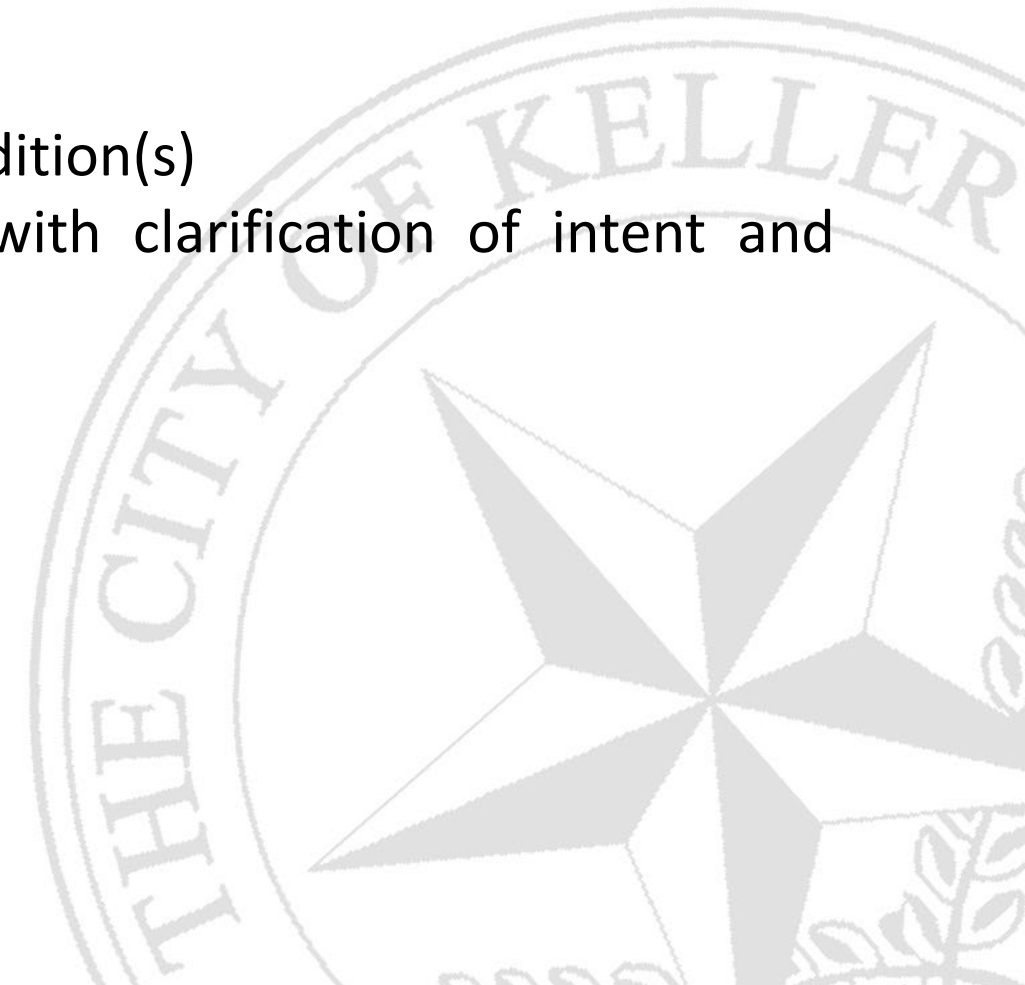 dition(s)
with clarification of intent and
THE CITY OF KELLER